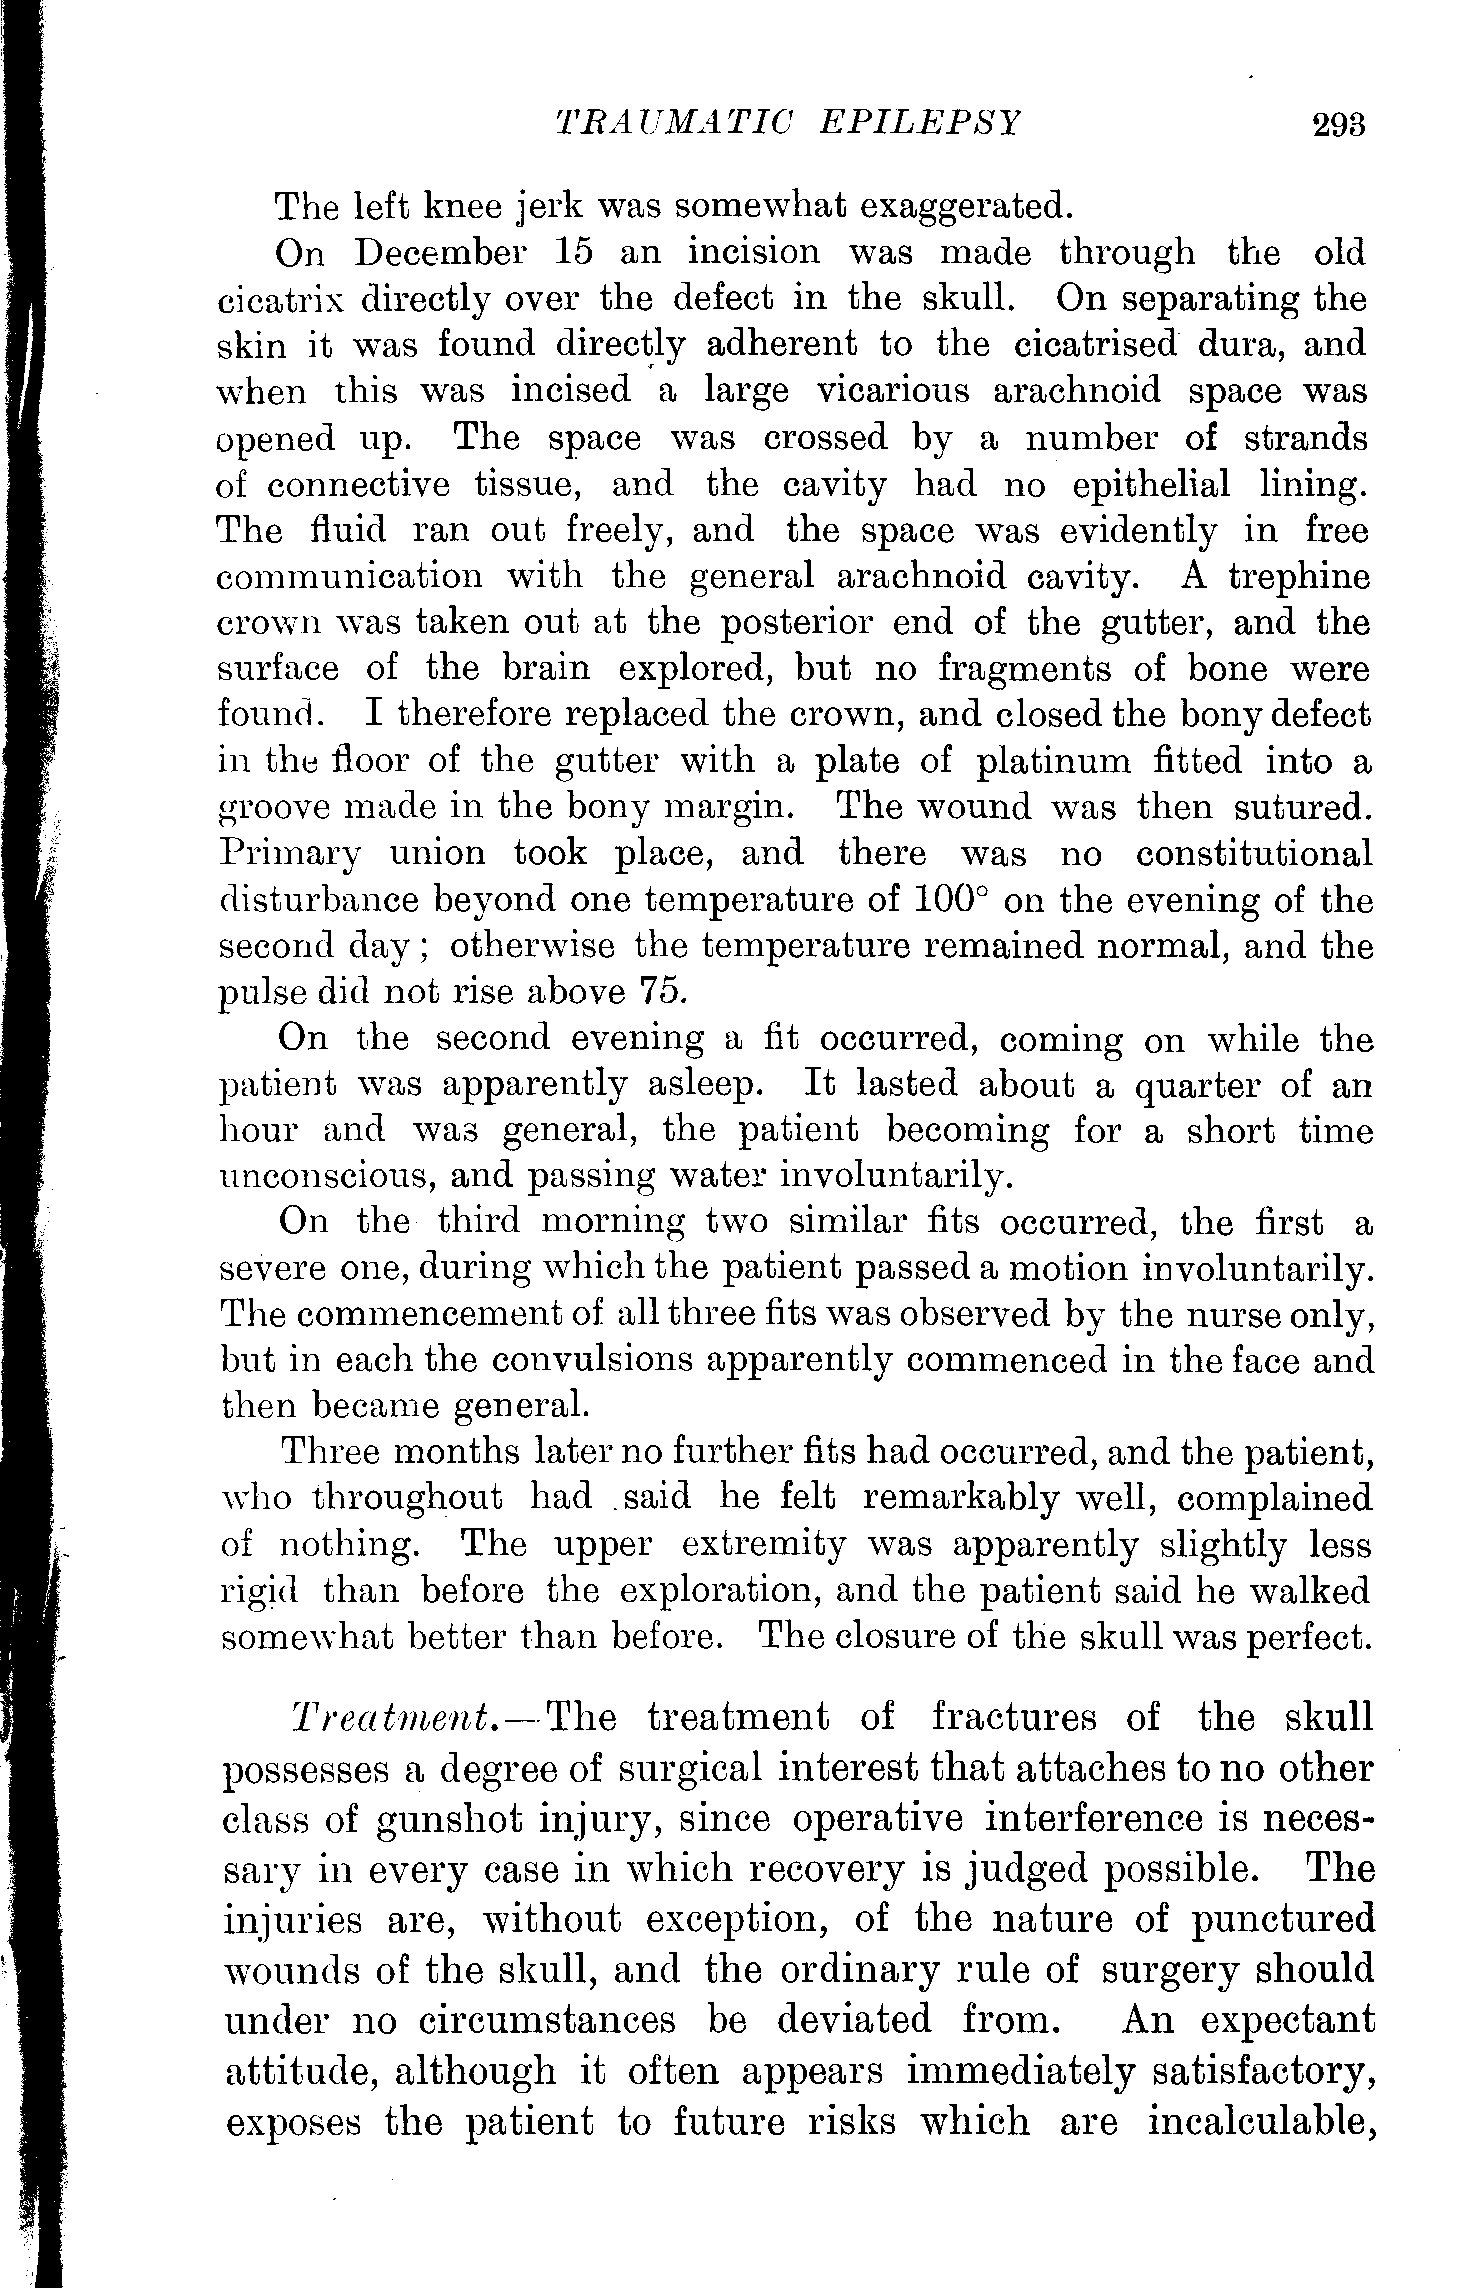 TRAUMATIC EPILEPSY 293
The left knee jerk was somewhat exaggerated.
On December 15 an incision was made through the old
cicatrix directly over the defect in the skull. On separating the
skin it was found directly adherent to the cicatrised dura, and
when this was incised a large vicarious arachnoid space was
opened up. The space was crossed by a number of strands
of connective tissue, and the cavity had no epithelial lining.
The fluid ran out freely, and the space was evidently in free
communication with the general arachnoid cavity. A trephine
crown was taken out at the posterior end of the gutter, and the
surface of the brain explored, but no fragments of bone were
found. I therefore replaced the crown, and closed the bony defect
in the floor of the gutter with a plate of platinum fitted into a
groove made in the bony margin. The wound was then sutured.
Primary union took place, and there was no constitutional
disturbance beyond one temperature of 100° on the evening of the
second day; otherwise the temperature remained normal, and the
pulse did not rise above 75.
On the second evening a fit occurred, coming on while the
patient was apparently asleep. It lasted about a quarter of an
hour and was general, the patient becoming for a short time
unconscious, and passing water involuntarily.
On the third morning two similar fits occurred, the first a
severe one, during which the patient passed a motion involuntarily.
The commencement of all three fits was observed by the nurse only,
but in each the convulsions apparently commenced in the face and
then became general.
Three months later no further fits had occurred, and the patient,
who throughout had said he felt remarkably well, complained
of nothing. The upper extremity was apparently slightly less
rigid than before the exploration, and the patient said he walked
somewhat better than before. The closure of the skull was perfect.
Treatment.—The treatment of fractures of the skull
possesses a degree of surgical interest that attaches to no other
class of gunshot injury, since operative interference is neces-
sary in every case in which recovery is judged possible. The
injuries are, without exception, of the nature of punctured
wounds of the skull, and the ordinary rule of surgery should
under no circumstances be deviated from. An expectant
attitude, although it often appears immediately satisfactory,
exposes the patient to future risks which are incalculable,